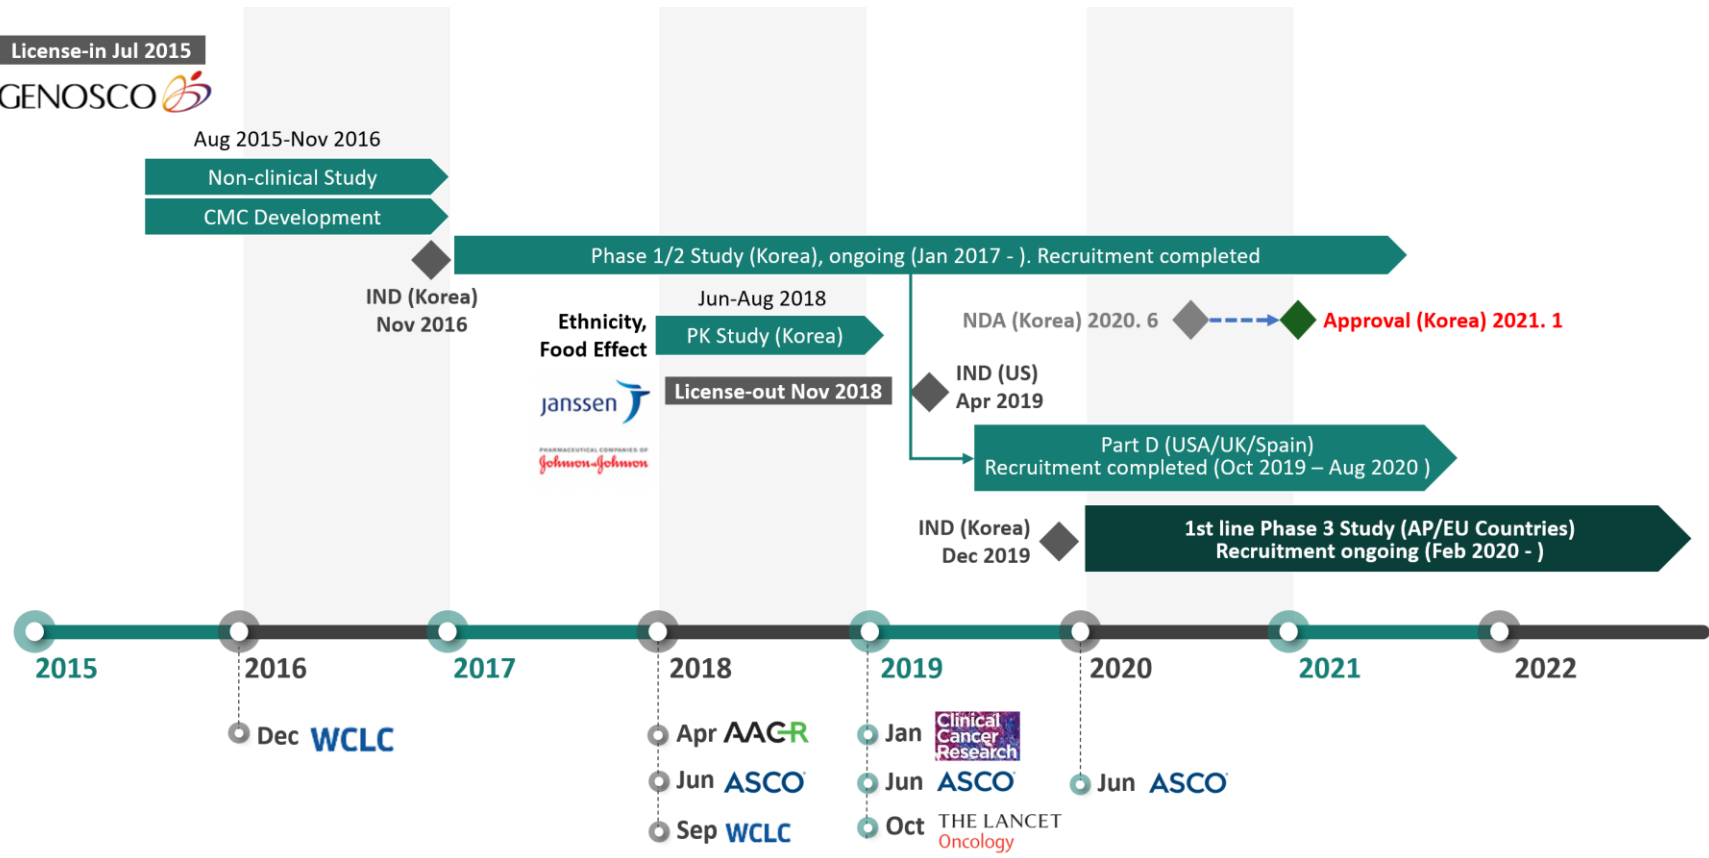 License-in Jul 2015
GENOSCO
Aug 2015-Nov 2016
Non-clinical Study
CMC Development
Phase 1/2 Study (Korea), ongoing (Jan 2017 - ). Recruitment completed
IND (Korea)
Nov 2016
Jun-Aug 2018
Ethnicity,
Food Effect
PK Study (Korea)
NDA (Korea) 2020. 6
Approval (Korea) 2021. 1
janssen
PHARMACEUTICAL COMPANIES OF
Johnson&Johnson
License-out Nov 2018
IND (US)
Apr 2019
Part D (USA/UK/Spain)
Recruitment completed (Oct 2019 – Aug 2020 )
IND (Korea)
Dec 2019
1st line Phase 3 Study (AP/EU Countries)
Recruitment ongoing (Feb 2020 - )
2015
2016
2017
2018
2019
2020
2021
2022
Dec WCLC
Apr AACR
Jun ASCO
Sep WCLC
Jan Clinical
Cancer
Research
Jun ASCO
Oct THE LANCET
Oncology
Jun ASCO